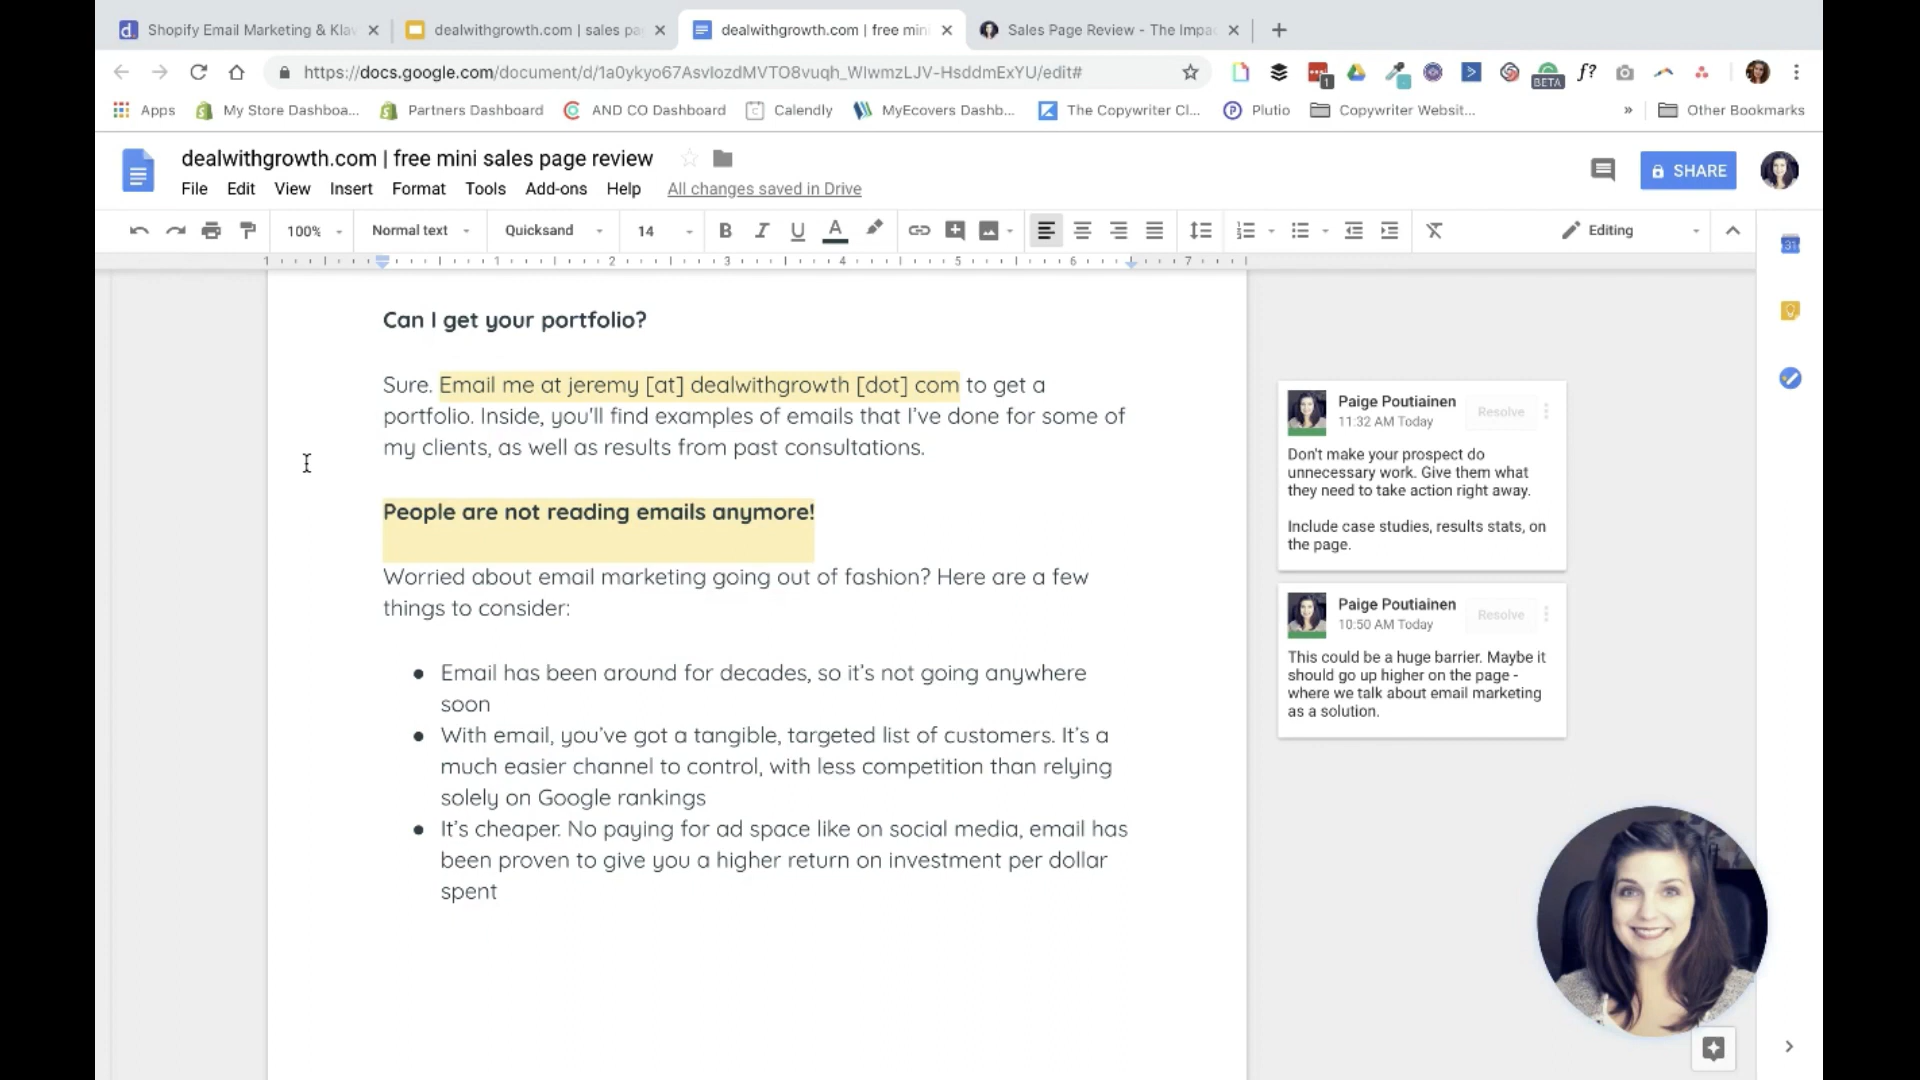 Shopify Email Marketing & Klav
dealwithgrowth.com | sales pa
dealwithgrowth.com | free mini
Sales Page Review - The Impac
https://docs.google.com/document/d/1a0ykyo67AsvIozdMVTO8vuqh_WIwmzLJV-HsddmExYU/edit#
1
BETA
f?
Apps
My Store Dashboa...
Partners Dashboard
AND CO Dashboard
Calendly
MyEcovers Dashb...
The Copywriter Cl...
Plutio
Copywriter Websit...
»
Other Bookmarks
dealwithgrowth.com | free mini sales page review
File Edit View Insert Format Tools Add-ons Help All changes saved in Drive
SHARE
100% Normal text Quicksand 14 B I U A Editing
31
1 1 2 3 4 5 6 7
Can I get your portfolio?
Sure. Email me at jeremy [at] dealwithgrowth [dot] com to get a
portfolio. Inside, you'll find examples of emails that I've done for some of
my clients, as well as results from past consultations.
People are not reading emails anymore!
Worried about email marketing going out of fashion? Here are a few
things to consider:
● Email has been around for decades, so it's not going anywhere
soon
● With email, you've got a tangible, targeted list of customers. It's a
much easier channel to control, with less competition than relying
solely on Google rankings
● It's cheaper. No paying for ad space like on social media, email has
been proven to give you a higher return on investment per dollar
spent
Paige Poutiainen
11:32 AM Today
Resolve
Don't make your prospect do
unnecessary work. Give them what
they need to take action right away.
Include case studies, results stats, on
the page.
Paige Poutiainen
10:50 AM Today
Resolve
This could be a huge barrier. Maybe it
should go up higher on the page -
where we talk about email marketing
as a solution.